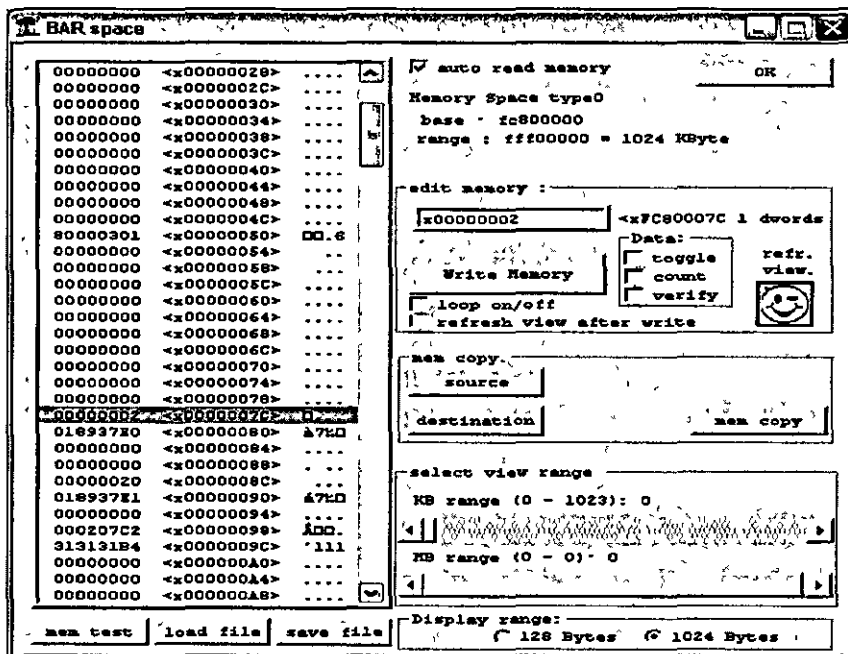 BAR space
00000000 <x00000028> ....
00000000 <x0000002C> ....
00000000 <x00000030> ....
00000000 <x00000034> ....
00000000 <x00000038> ....
00000000 <x0000003C> ....
00000000 <x00000040> ....
00000000 <x00000044> ....
00000000 <x00000048> ....
00000000 <x0000004C> ....
80000301 <x00000050> □□.6
00000000 <x00000054> ...
00000000 <x00000058> ....
00000000 <x0000005C> ....
00000000 <x00000060> ....
00000000 <x00000064> ....
00000000 <x00000068> ....
00000000 <x0000006C> ....
00000000 <x00000070> ....
00000000 <x00000074> ....
00000000 <x00000078> ....
00000002 <x0000007C> □...
018937E0 <x00000080>
00000000 <x00000084> ....
00000000 <x00000088> . ...
00000020 <x0000008C> ...
018937E1 <x00000090>
00000000 <x00000094> ....
000207C2 <x00000098>
313131B4 <x0000009C> 111
00000000 <x000000A0> ....
00000000 <x000000A4> ....
00000000 <x000000A8> ....
mem test load file save file
auto read memory
OK
Memory Space type0
base - fc800000
range : fff00000 = 1024 KByte
edit memory :
x00000002 <xFC80007C 1 dwords
Write Memory
Data:
toggle
count
verify
refr.
view.
loop on/off
refresh view after write
mem copy.
source
destination mem copy
select view range
KB range (0 - 1023): 0
MB range (0 - 0): 0
Display range:
128 Bytes 1024 Bytes